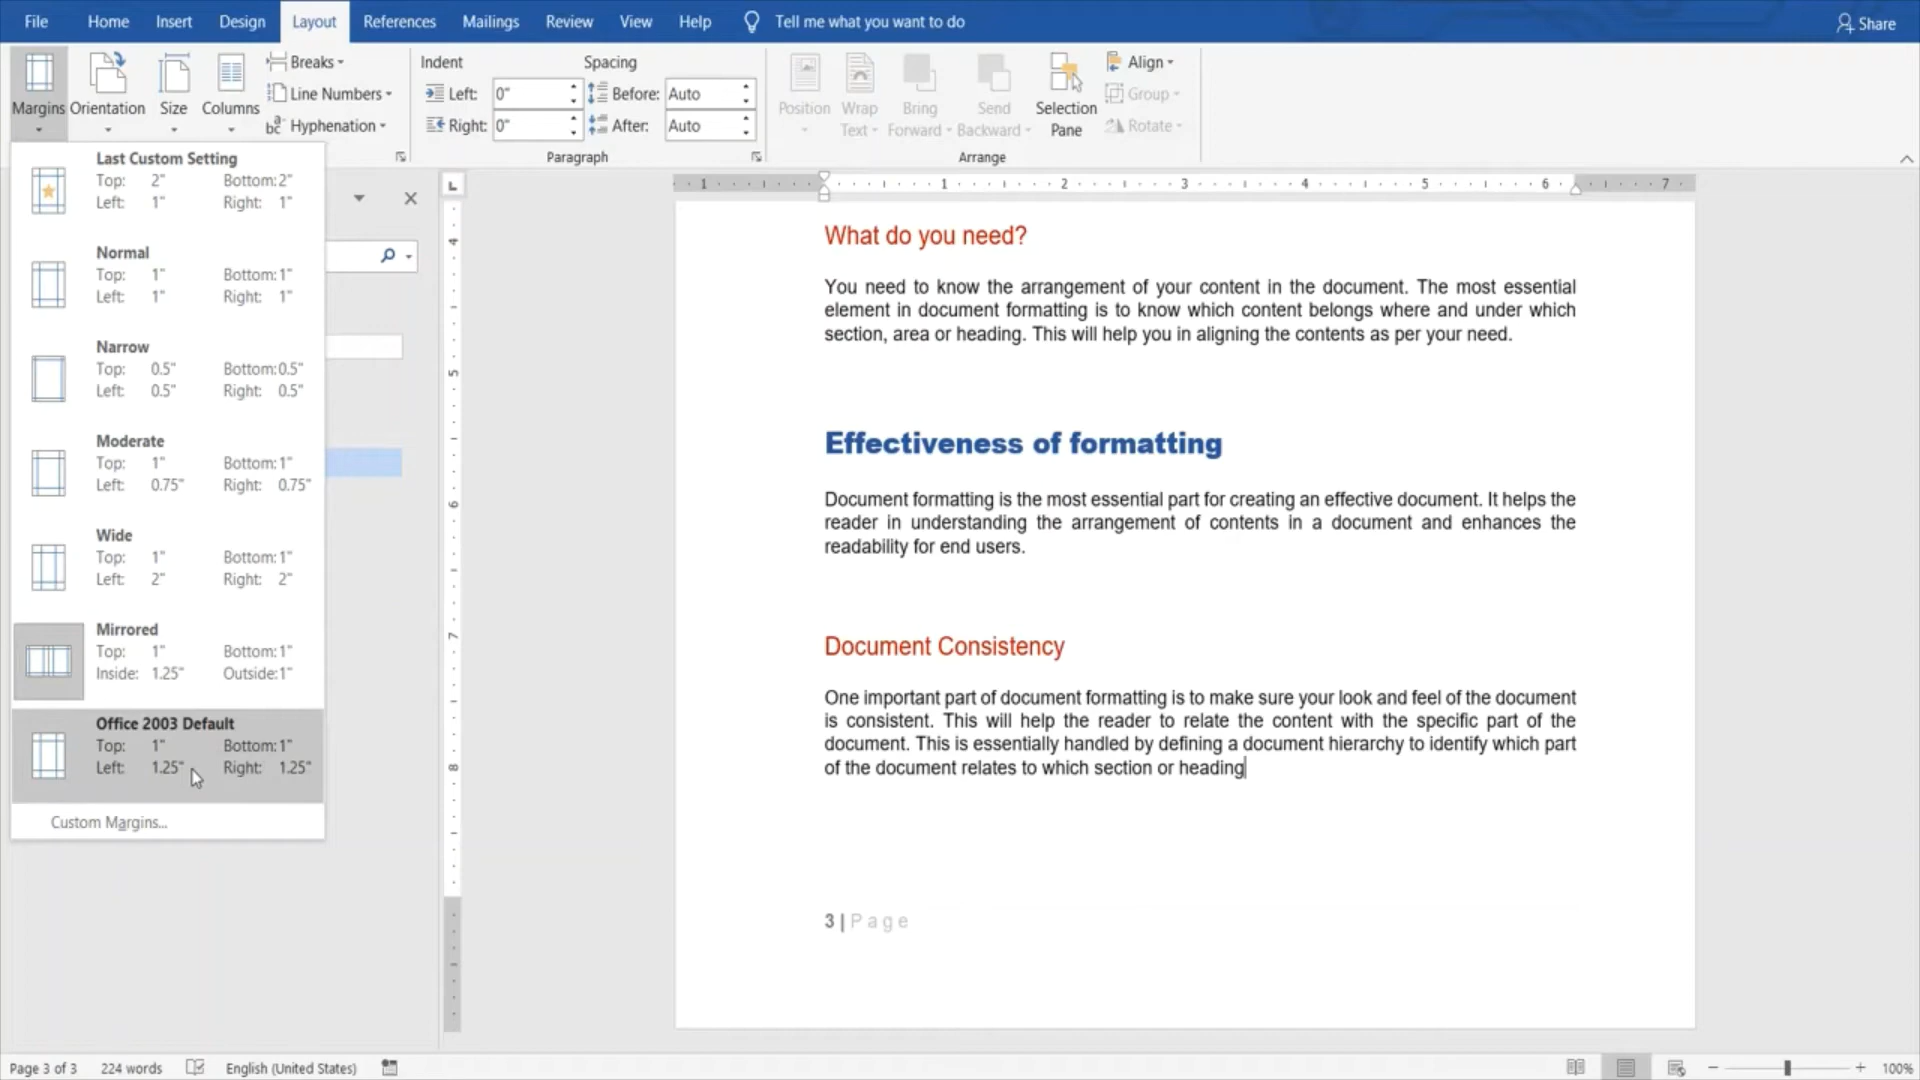 File Home Insert Design Layout References Mailings Review View Help Tell me what you want to do Share
Margins Orientation Size Columns
Breaks
Line Numbers
Hyphenation
Indent Spacing
Left: 0" Before: Auto
Right: 0" After: Auto
Paragraph
Position Wrap Text Bring Forward Send Backward Selection Pane
Align
Group
Rotate
Arrange
Last Custom Setting
Top: 2" Bottom: 2"
Left: 1" Right: 1"
Normal
Top: 1" Bottom: 1"
Left: 1" Right: 1"
Narrow
Top: 0.5" Bottom: 0.5"
Left: 0.5" Right: 0.5"
Moderate
Top: 1" Bottom: 1"
Left: 0.75" Right: 0.75"
Wide
Top: 1" Bottom: 1"
Left: 2" Right: 2"
Mirrored
Top: 1" Bottom: 1"
Inside: 1.25" Outside: 1"
Office 2003 Default
Top: 1" Bottom: 1"
Left: 1.25" Right: 1.25"
Custom Margins...
L
1 1 2 3 4 5 6 7
4
5
6
7
8
What do you need?
You need to know the arrangement of your content in the document. The most essential
element in document formatting is to know which content belongs where and under which
section, area or heading. This will help you in aligning the contents as per your need.
Effectiveness of formatting
Document formatting is the most essential part for creating an effective document. It helps the
reader in understanding the arrangement of contents in a document and enhances the
readability for end users.
Document Consistency
One important part of document formatting is to make sure your look and feel of the document
is consistent. This will help the reader to relate the content with the specific part of the
document. This is essentially handled by defining a document hierarchy to identify which part
of the document relates to which section or heading
3 | Page
Page 3 of 3 224 words English (United States) 100%